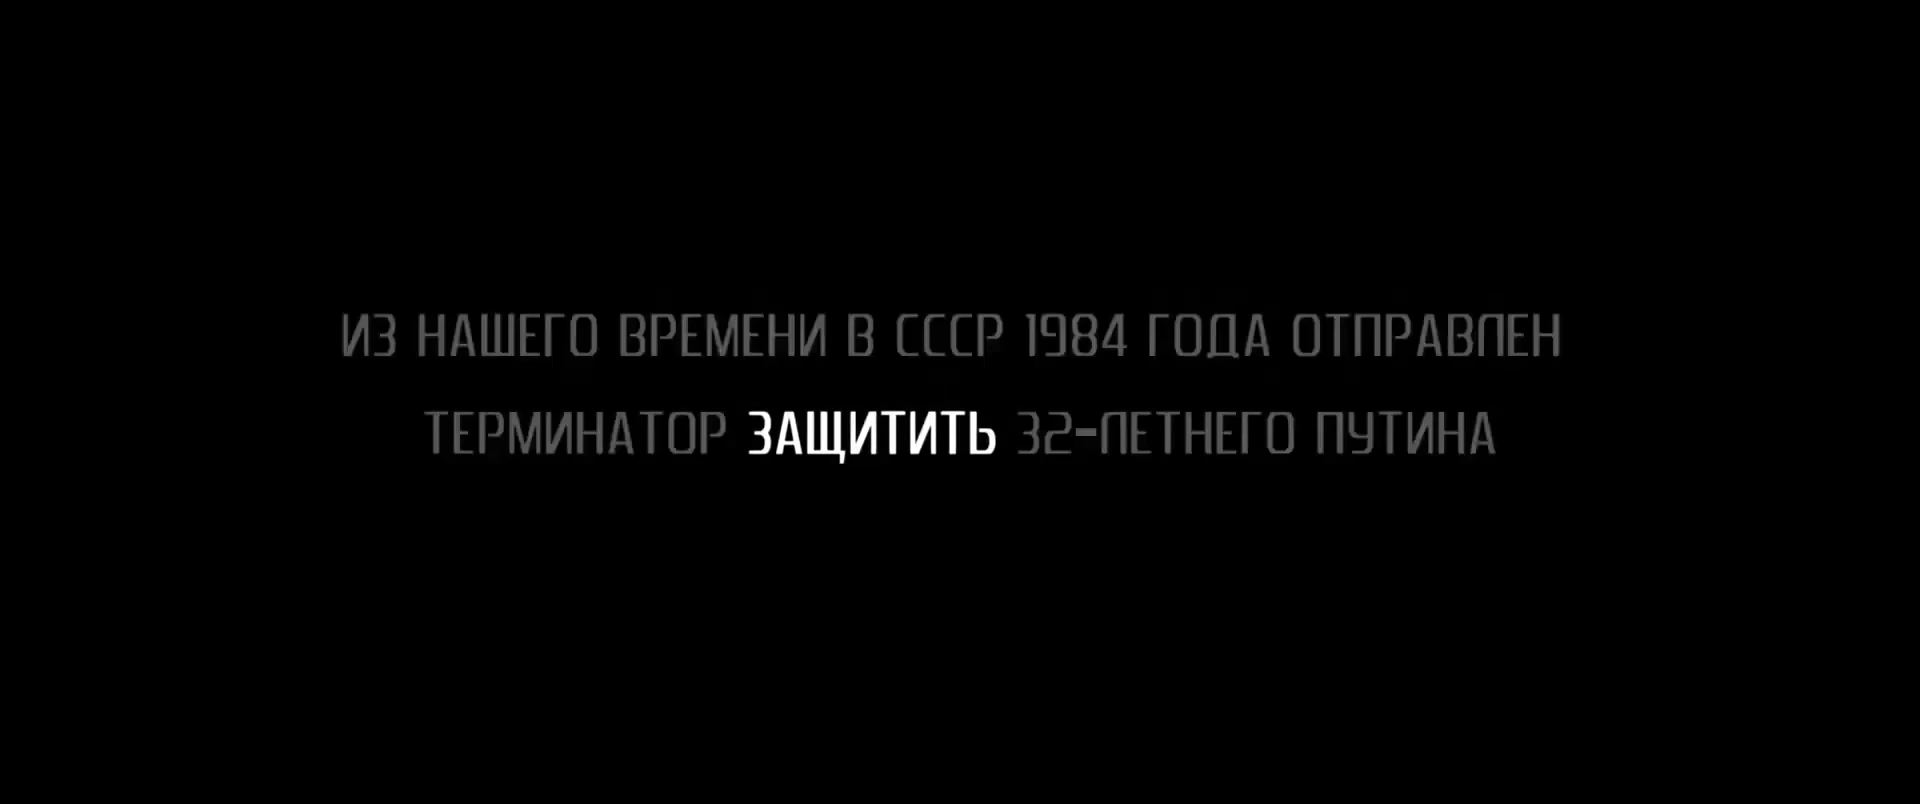 ИЗ НАШЕГО ВРЕМЕНИ В СССР 1984 ГОДА ОТПРАВЛЕН
ТЕРМИНАТОР ЗАЩИТИТЬ 32-ЛЕТНЕГО ПУТИНА